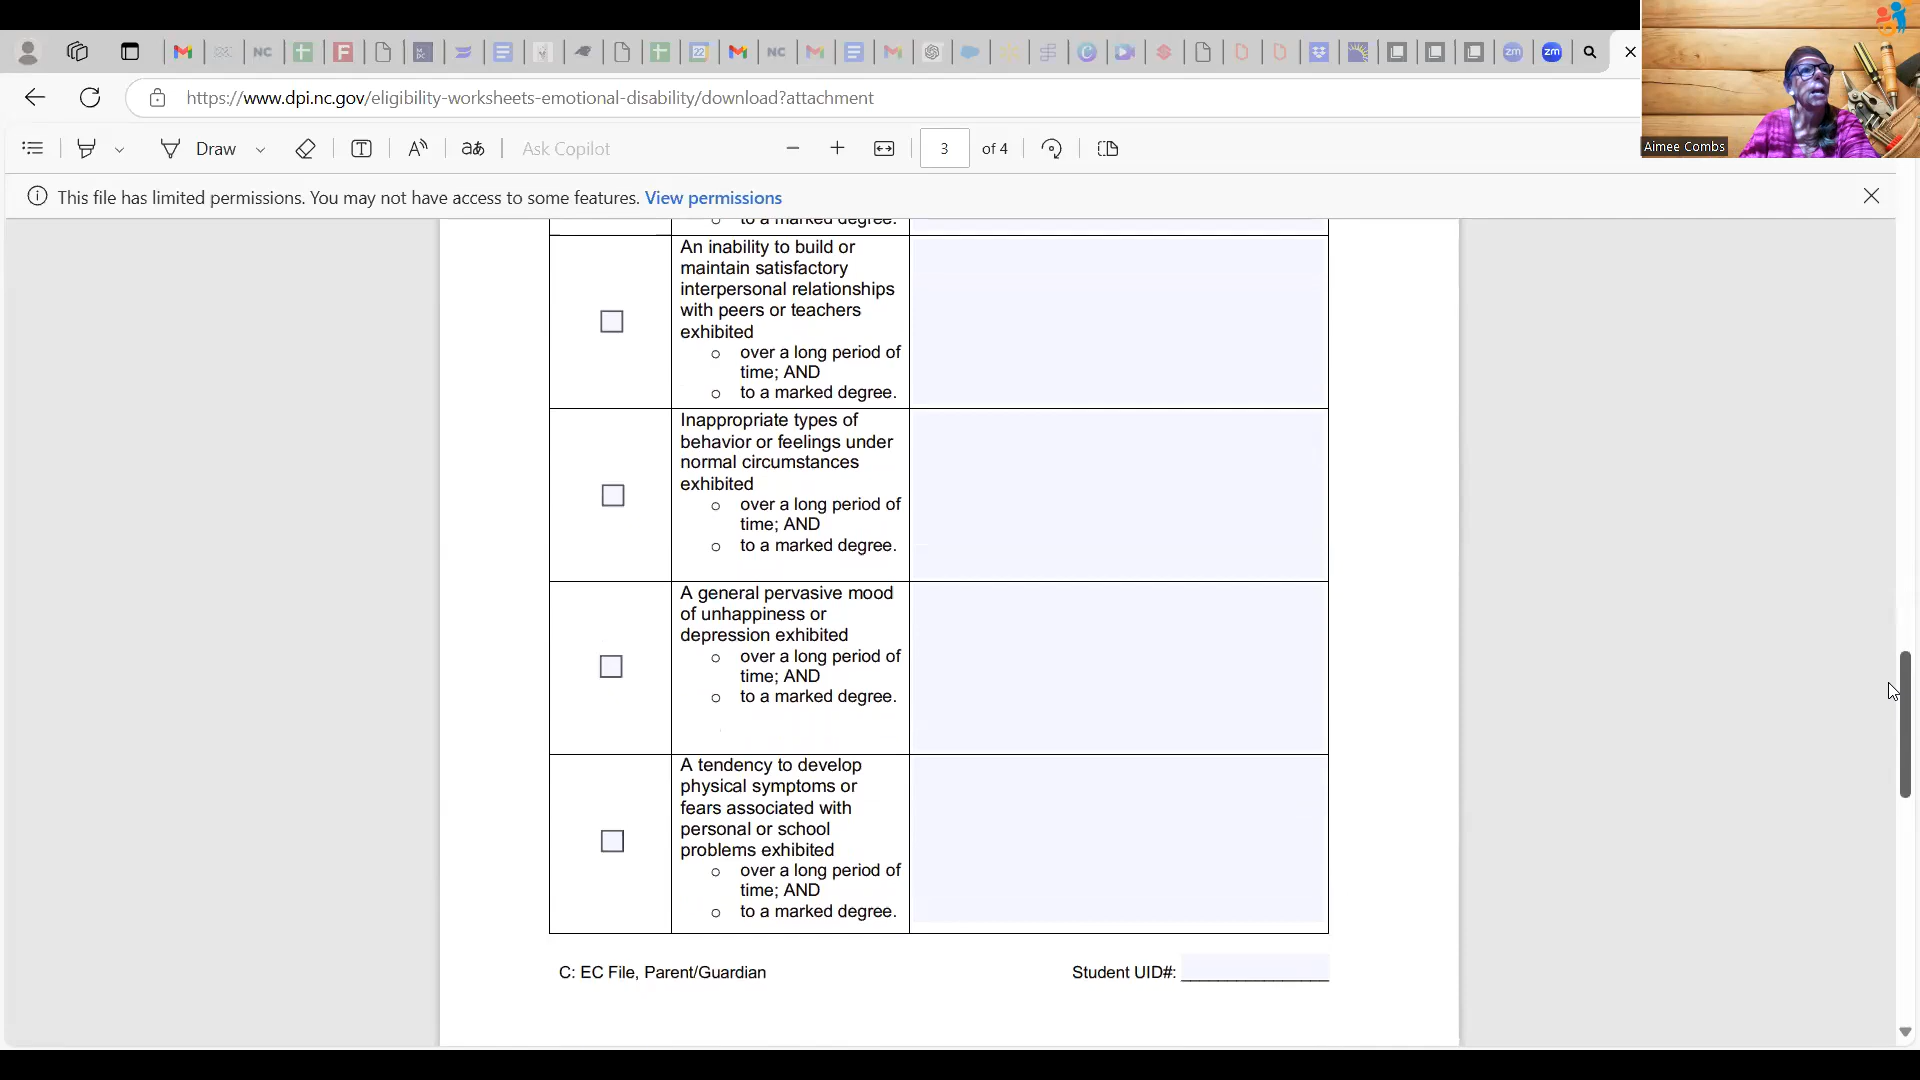 NC
F
22
NC
zm
zm
https://www.dpi.nc.gov/eligibility-worksheets-emotional-disability/download?attachment
Aimee Combs
Draw
Ask Copilot
3 of 4
This file has limited permissions. You may not have access to some features. View permissions
o to a marked degree.
An inability to build or
maintain satisfactory
interpersonal relationships
with peers or teachers
exhibited
o over a long period of
time; AND
o to a marked degree.
Inappropriate types of
behavior or feelings under
normal circumstances
exhibited
o over a long period of
time; AND
o to a marked degree.
A general pervasive mood
of unhappiness or
depression exhibited
o over a long period of
time; AND
o to a marked degree.
A tendency to develop
physical symptoms or
fears associated with
personal or school
problems exhibited
o over a long period of
time; AND
o to a marked degree.
C: EC File, Parent/Guardian
Student UID#: